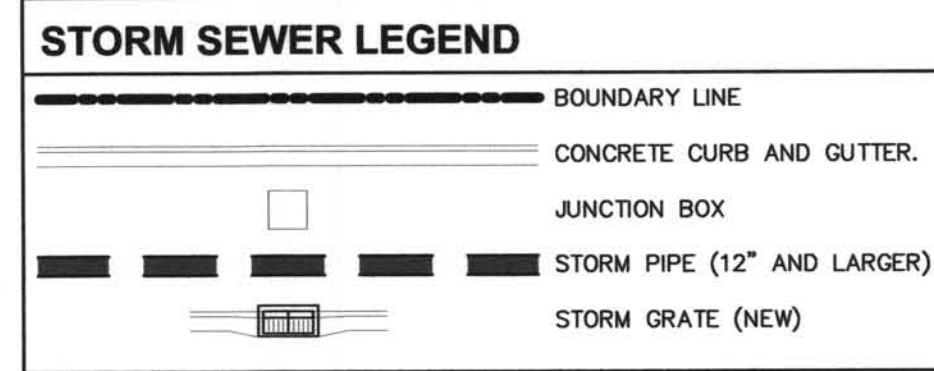 STORM SEWER LEGEND
BOUNDARY LINE
CONCRETE CURB AND GUTTER.
JUNCTION BOX
STORM PIPE (12" AND LARGER)
STORM GRATE (NEW)